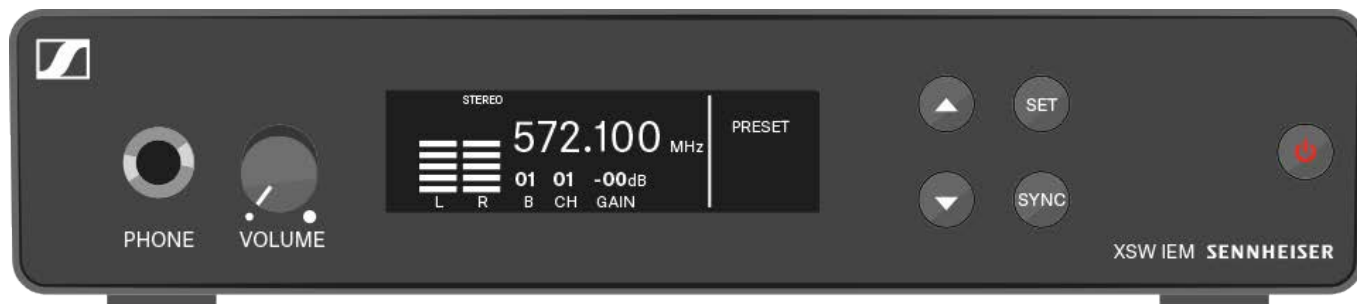 STEREO
572.100 MHz
01 01 -00dB
L R B CH GAIN
PRESET
SET
SYNC
PHONE
VOLUME
XSW IEM SENNHEISER